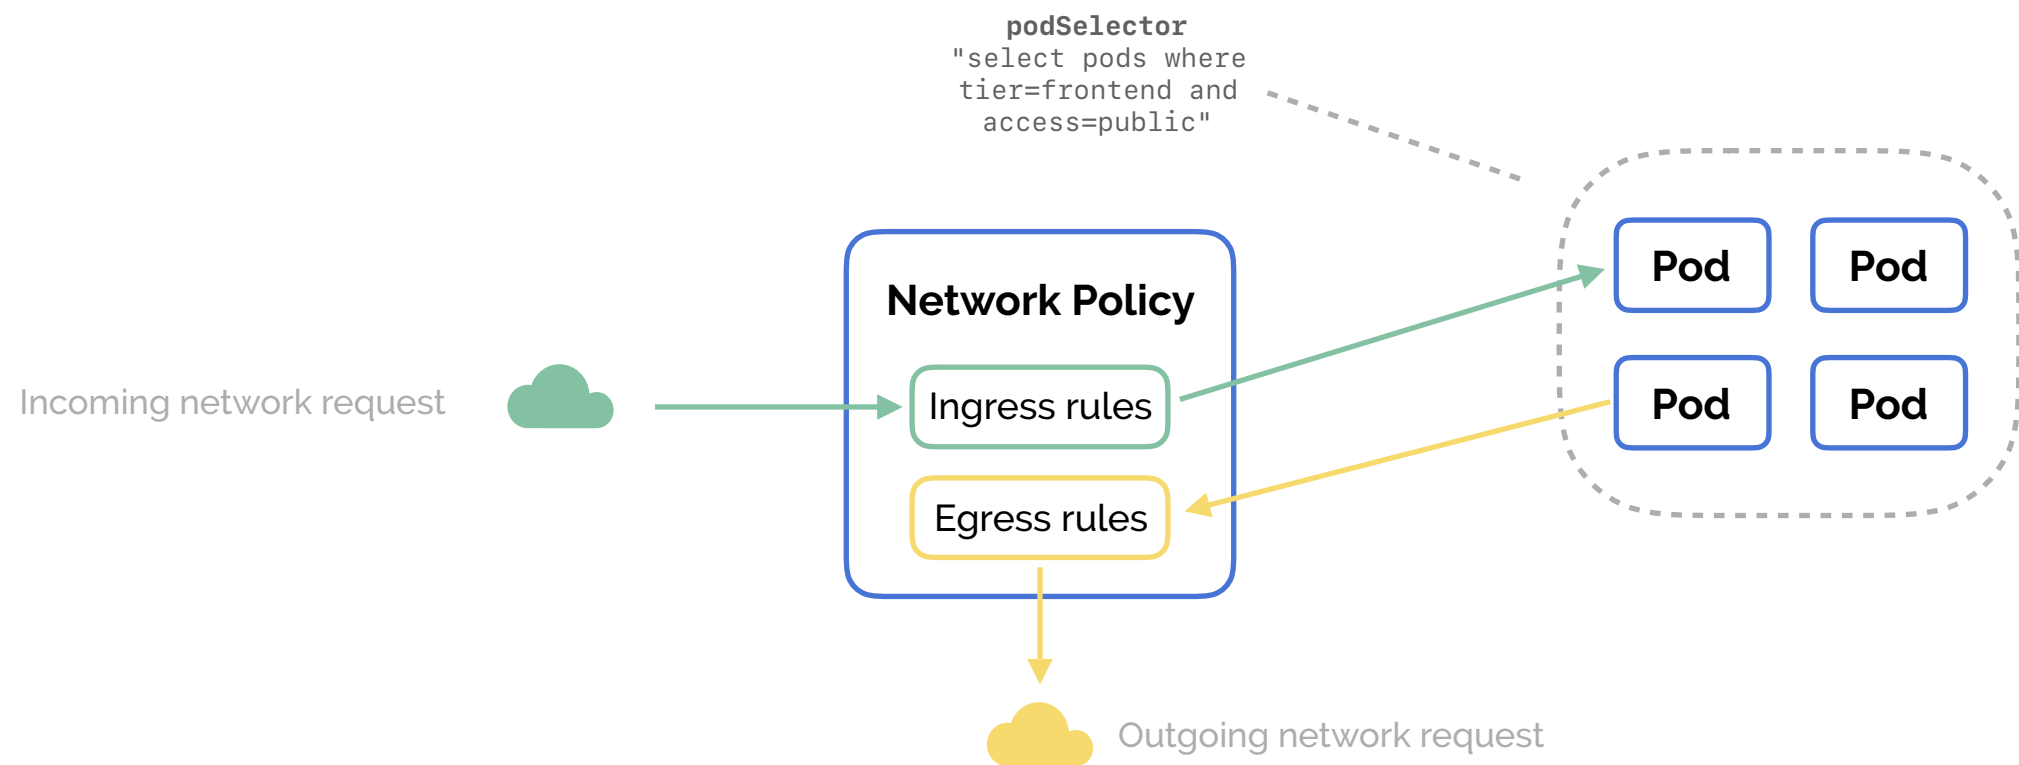 podSelector
"select pods where
tier=frontend and
access=public"
Network Policy
Pod
Pod
Incoming network request
Ingress rules
Pod
Pod
Egress rules
Outgoing network request